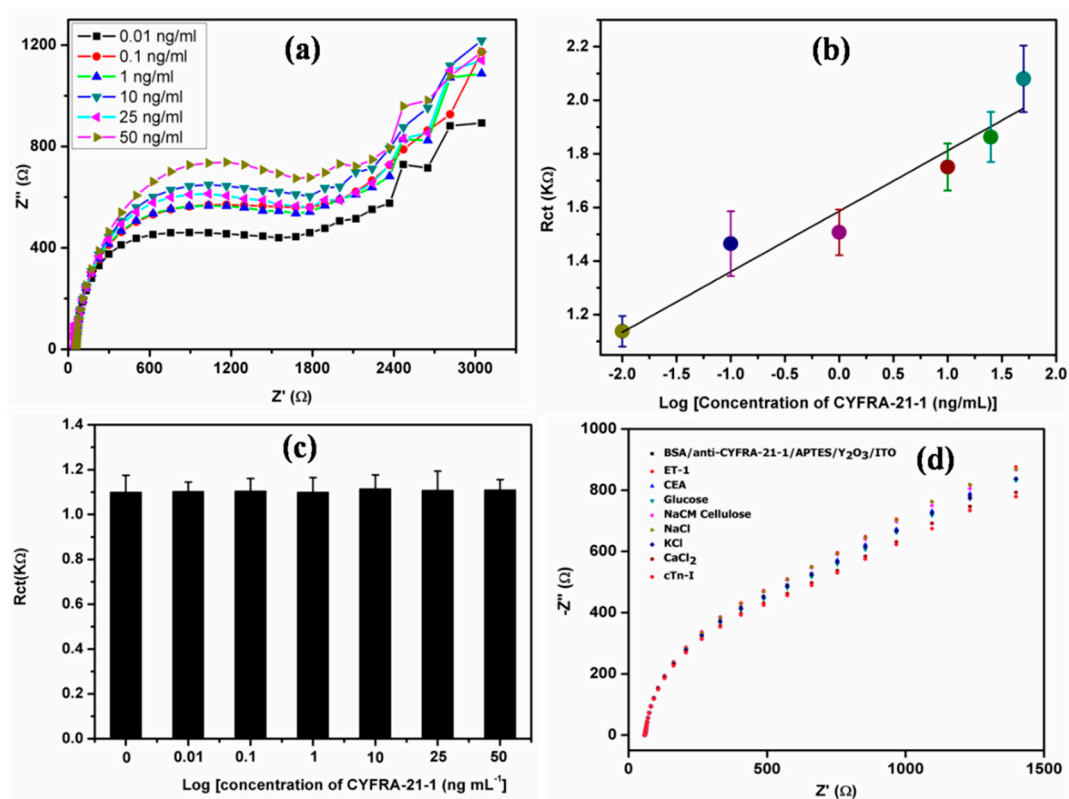 (a)
0.01 ng/ml
0.1 ng/ml
1 ng/ml
10 ng/ml
25 ng/ml
50 ng/ml
Z'' (Ω)
1200
800
400
0
0 600 1200 1800 2400 3000
Z' (Ω)
(b)
Rct (KΩ)
2.2
2.0
1.8
1.6
1.4
1.2
-2.0 -1.5 -1.0 -0.5 0.0 0.5 1.0 1.5 2.0
Log [Concentration of CYFRA-21-1 (ng/mL)]
(c)
Rct(KΩ)
1.4
1.2
1.0
0.8
0.6
0.4
0.2
0.0
0 0.01 0.1 1 10 25 50
Log [concentration of CYFRA-21-1 (ng mL⁻¹]
(d)
BSA/anti-CYFRA-21-1/APTES/Y₂O₃/ITO
ET-1
CEA
Glucose
NaCM Cellulose
NaCl
KCl
CaCl₂
cTn-I
-Z'' (Ω)
-1000
800
600
400
200
0
0 500 1000 1500
Z' (Ω)